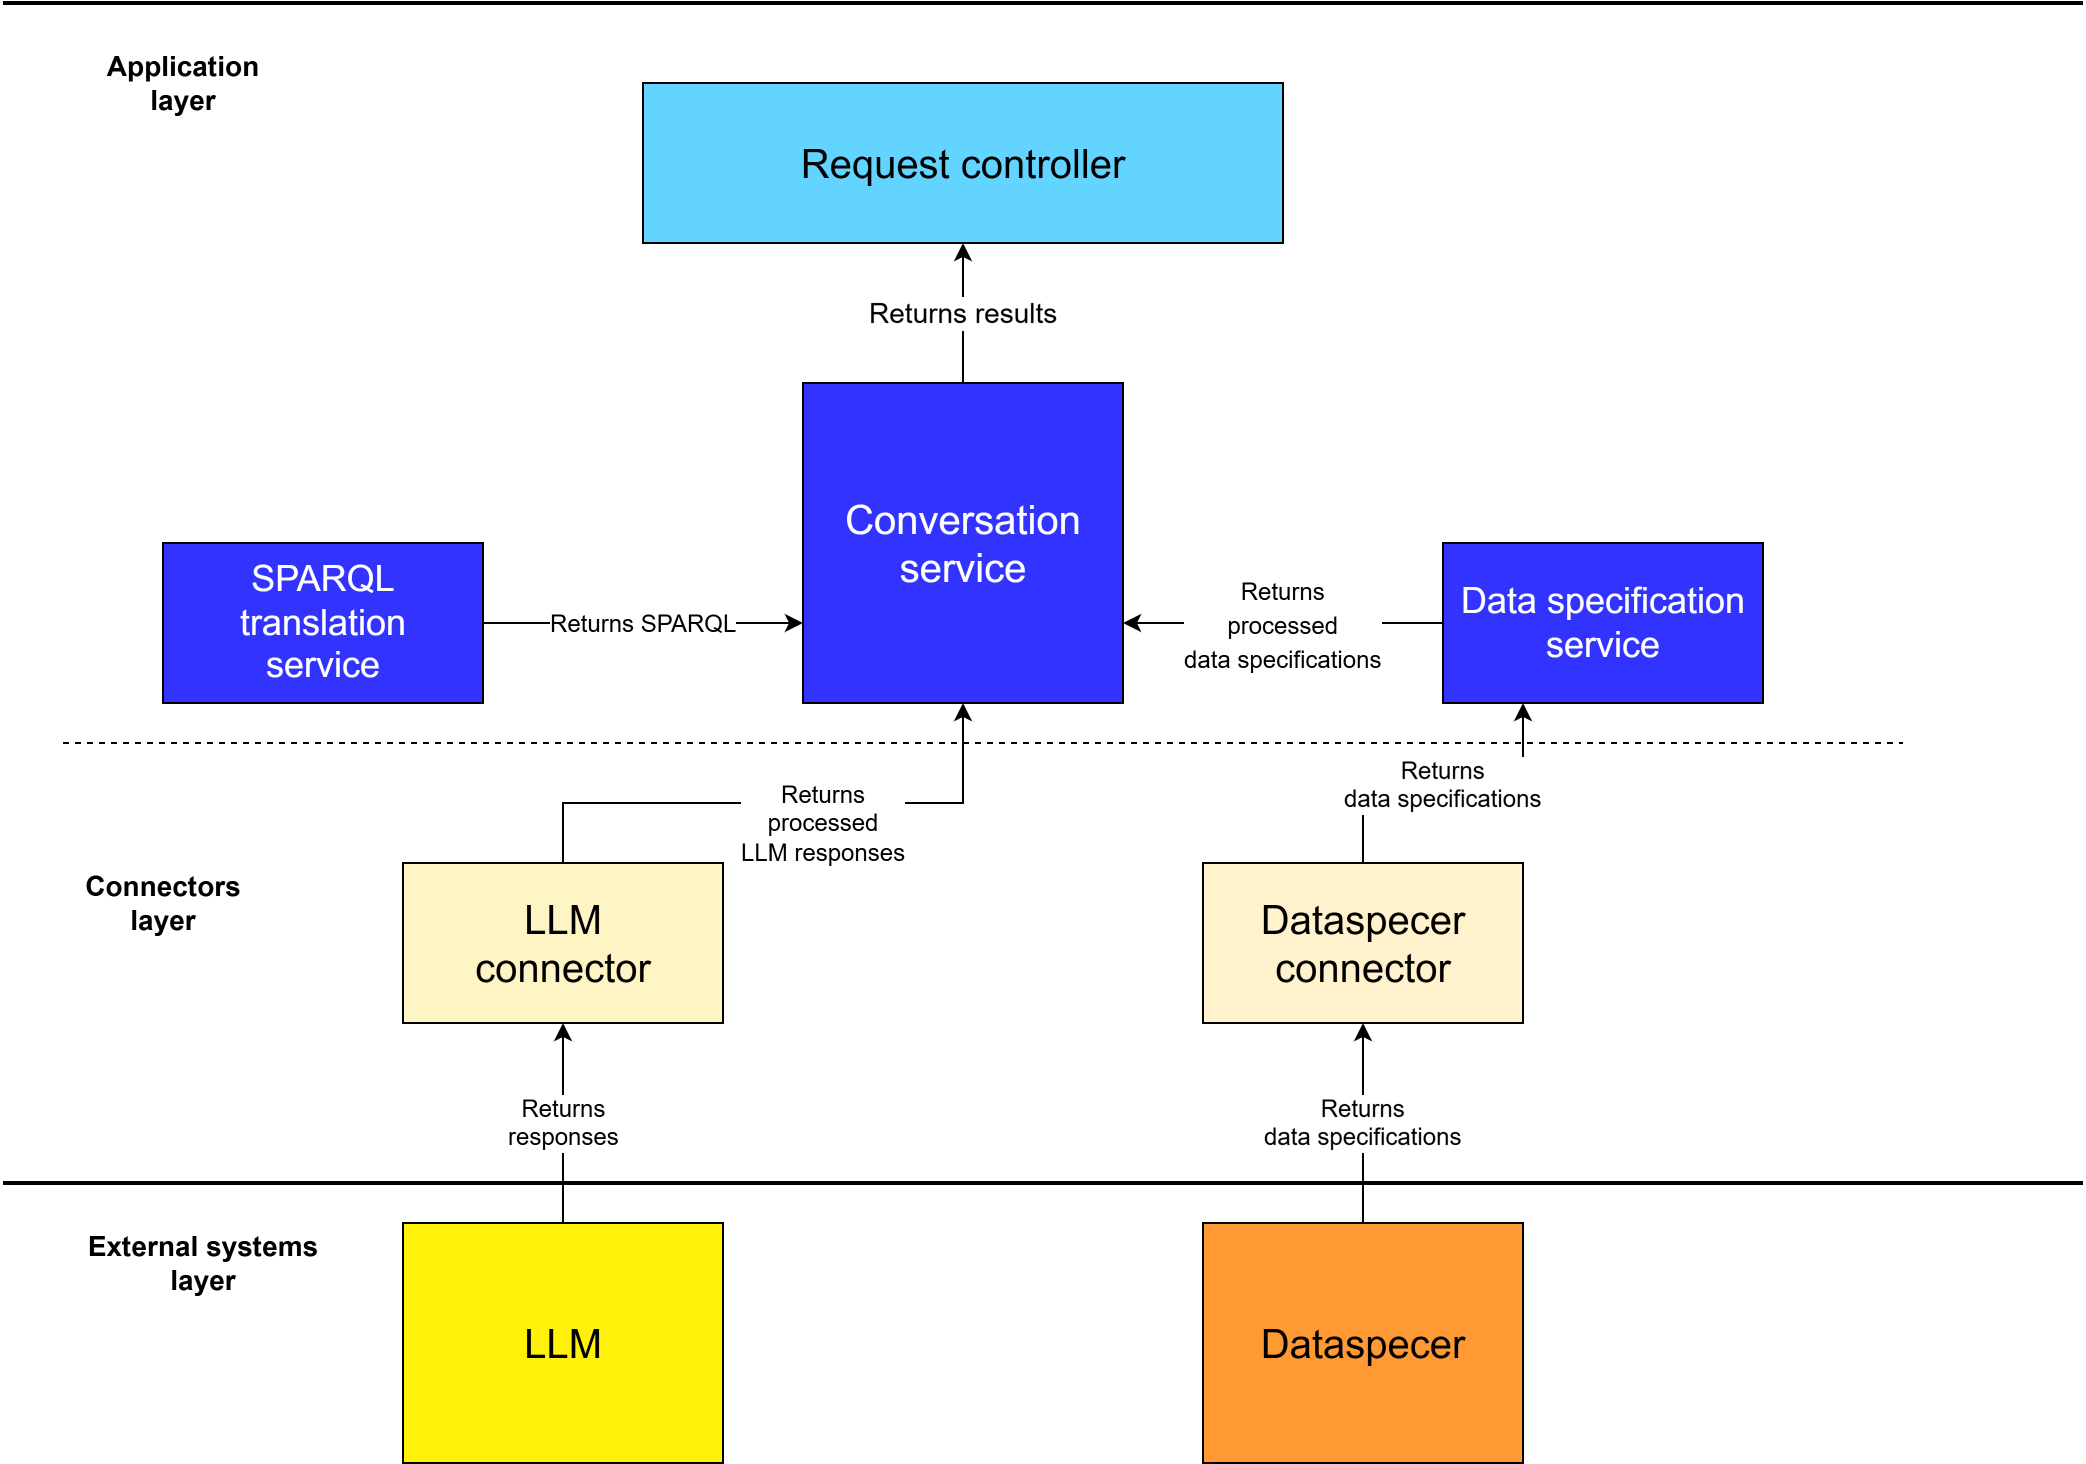 Application
layer
Request controller
Returns results
Conversation
service
SPARQL
translation
service
Returns SPARQL
Returns
processed
data specifications
Data specification
service
Returns
processed
LLM responses
Returns
data specifications
Connectors
layer
LLM
connector
Dataspecer
connector
Returns
responses
Returns
data specifications
External systems
layer
LLM
Dataspecer